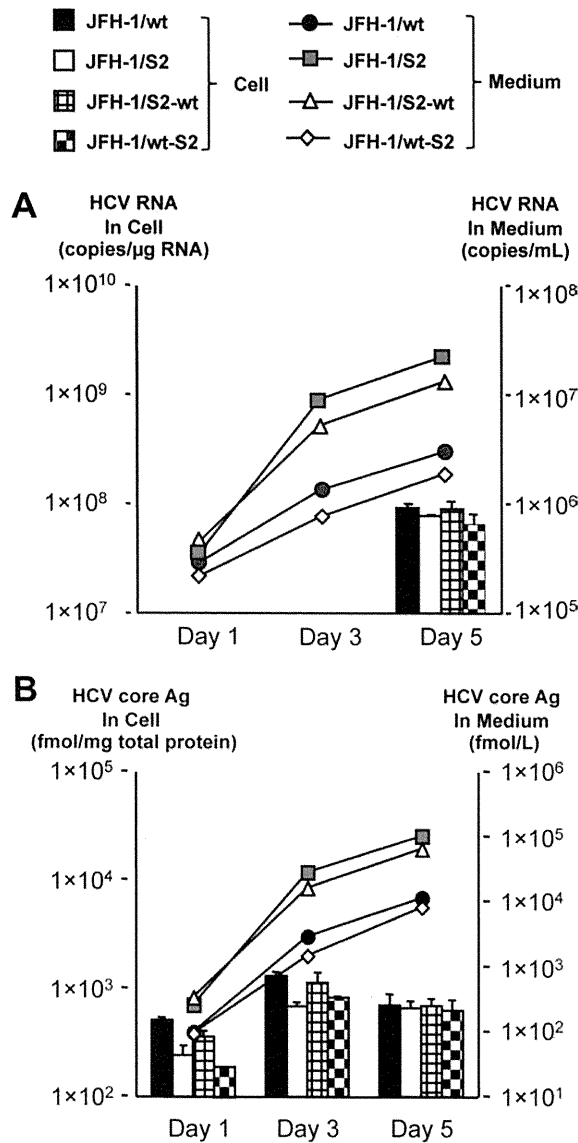 JFH-1/wt
JFH-1/S2
JFH-1/S2-wt
JFH-1/wt-S2
Cell
JFH-1/wt
JFH-1/S2
JFH-1/S2-wt
JFH-1/wt-S2
Medium
A
HCV RNA
In Cell
(copies/µg RNA)
HCV RNA
In Medium
(copies/mL)
1×10¹⁰
1×10⁹
1×10⁸
1×10⁷
1×10⁸
1×10⁷
1×10⁶
1×10⁵
Day 1 Day 3 Day 5
B
HCV core Ag
In Cell
(fmol/mg total protein)
HCV core Ag
In Medium
(fmol/L)
1×10⁵
1×10⁴
1×10³
1×10²
1×10⁶
1×10⁵
1×10⁴
1×10³
1×10²
1×10¹
Day 1 Day 3 Day 5